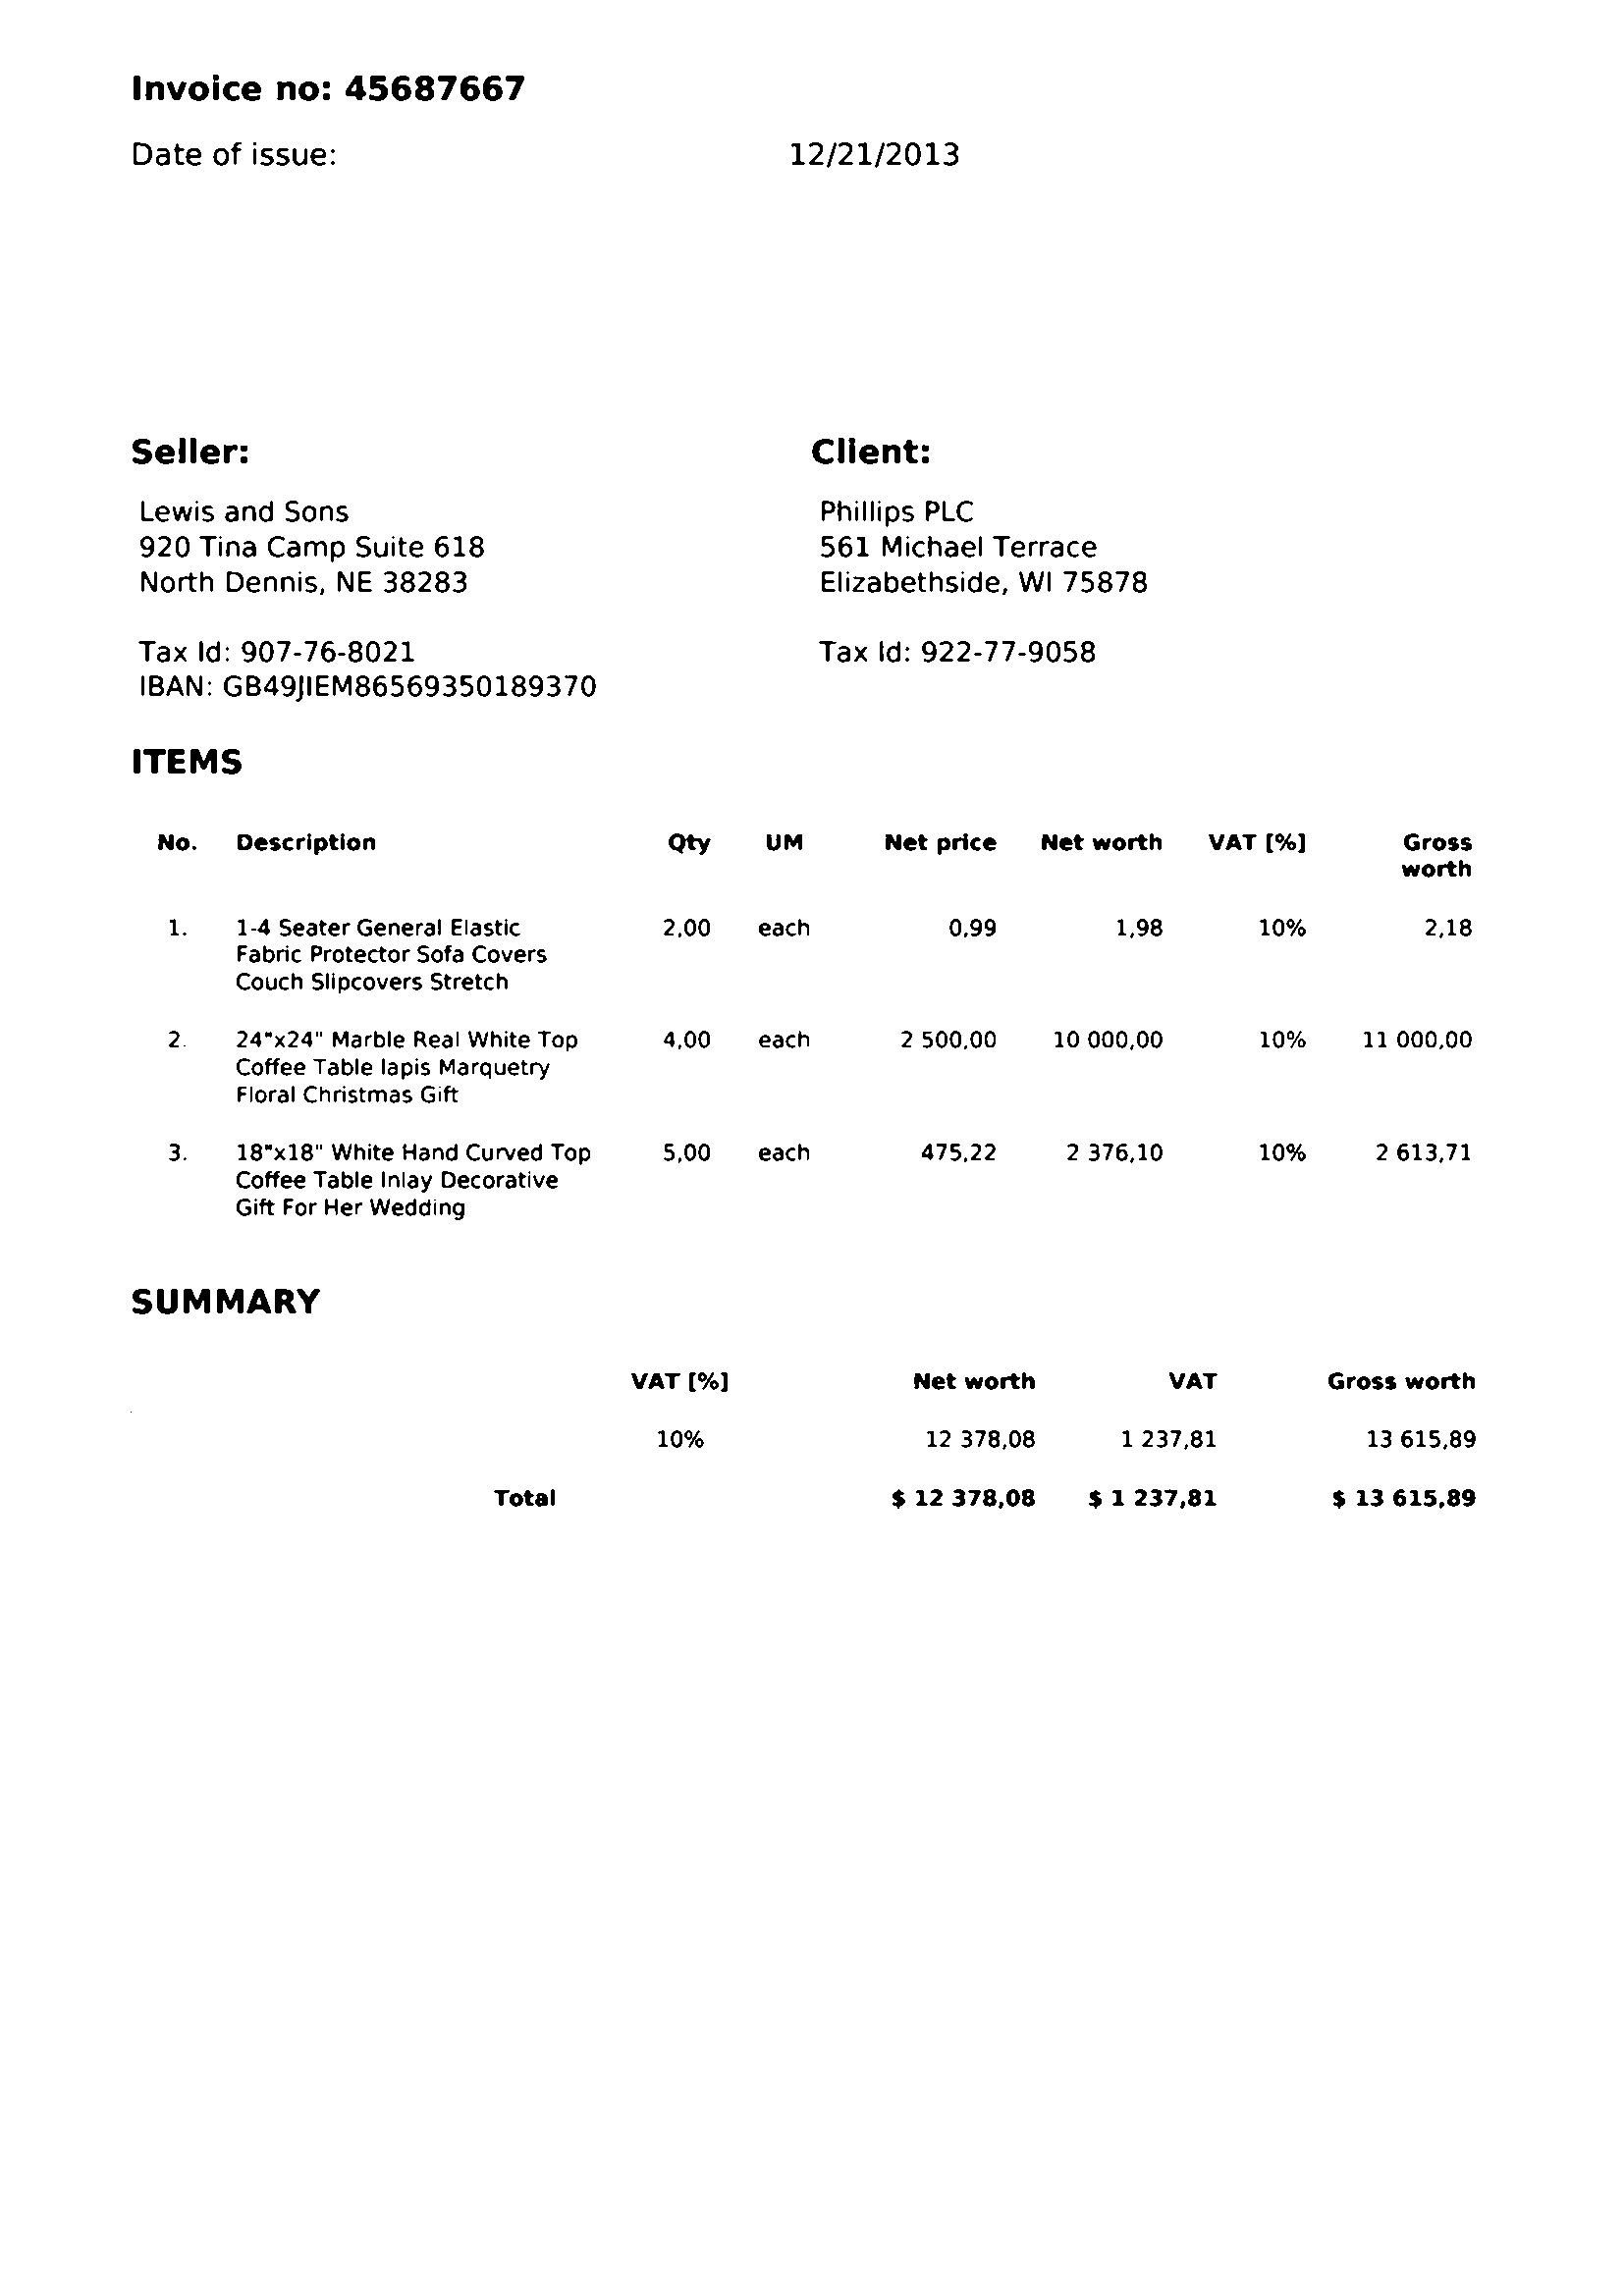 Invoice no: 45687667
Date of issue: 12/21/2013
Seller: Client:
Lewis and Sons Phillips PLC
920 Tina Camp Suite 618 561 Michael Terrace
North Dennis, NE 38283 Elizabethside, WI 75878
Tax Id: 907-76-8021 Tax Id: 922-77-9058
IBAN: GB49JIEM86569350189370
ITEMS
No. Description Qty UM Net price Net worth VAT [%] Gross
worth
1. 1-4 Seater General Elastic 2,00 each 0,99 1,98 10% 2,18
Fabric Protector Sofa Covers
Couch Slipcovers Stretch
2. 24"x24" Marble Real White Top 4,00 each 2 500,00 10 000,00 10% 11 000,00
Coffee Table lapis Marquetry
Floral Christmas Gift
3. 18"x18" White Hand Curved Top 5,00 each 475,22 2 376,10 10% 2 613,71
Coffee Table Inlay Decorative
Gift For Her Wedding
SUMMARY
VAT [%] Net worth VAT Gross worth
10% 12 378,08 1 237,81 13 615,89
Total $ 12 378,08 $ 1 237,81 $ 13 615,89